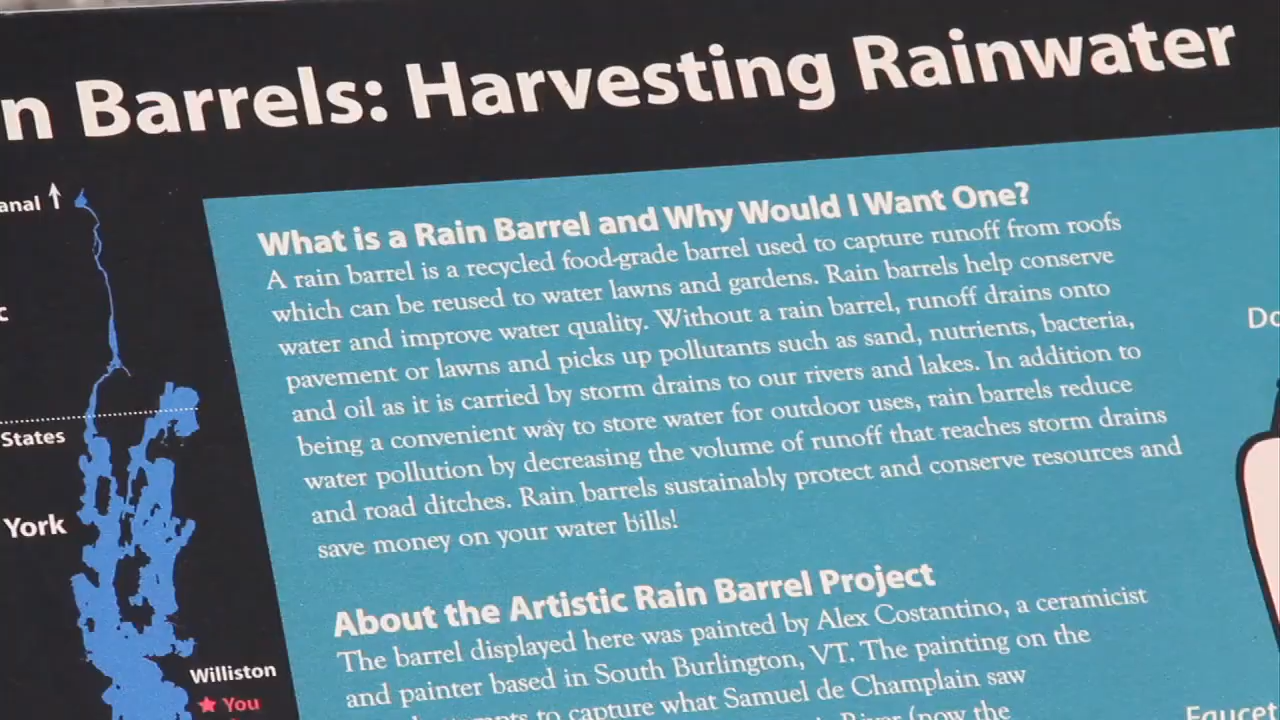 n Barrels: Harvesting Rainwater
anal
c
States
York
Williston
You
What is a Rain Barrel and Why Would I Want One?
A rain barrel is a recycled food-grade barrel used to capture runoff from roofs
which can be reused to water lawns and gardens. Rain barrels help conserve
water and improve water quality. Without a rain barrel, runoff drains onto
pavement or lawns and picks up pollutants such as sand, nutrients, bacteria,
and oil as it is carried by storm drains to our rivers and lakes. In addition to
being a convenient way to store water for outdoor uses, rain barrels reduce
water pollution by decreasing the volume of runoff that reaches storm drains
and road ditches. Rain barrels sustainably protect and conserve resources and
save money on your water bills!
About the Artistic Rain Barrel Project
The barrel displayed here was painted by Alex Costantino, a ceramicist
and painter based in South Burlington, VT. The painting on the
to capture what Samuel de Champlain saw
River (now the
Do
Faucet